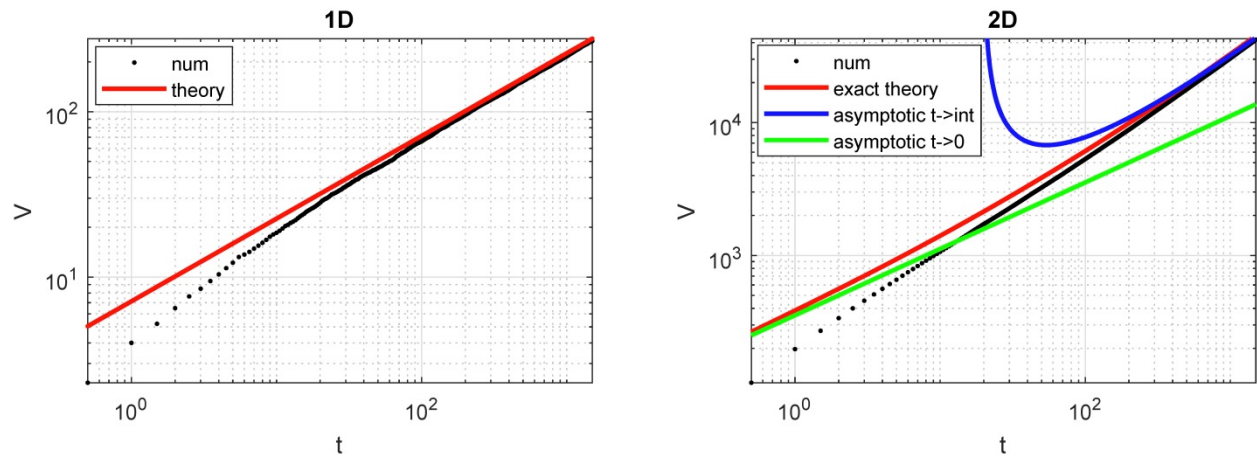 1D
num
theory
10^2
10^1
V
10^0
10^2
t
2D
num
exact theory
asymptotic t->int
asymptotic t->0
10^4
10^3
V
10^0
10^2
t